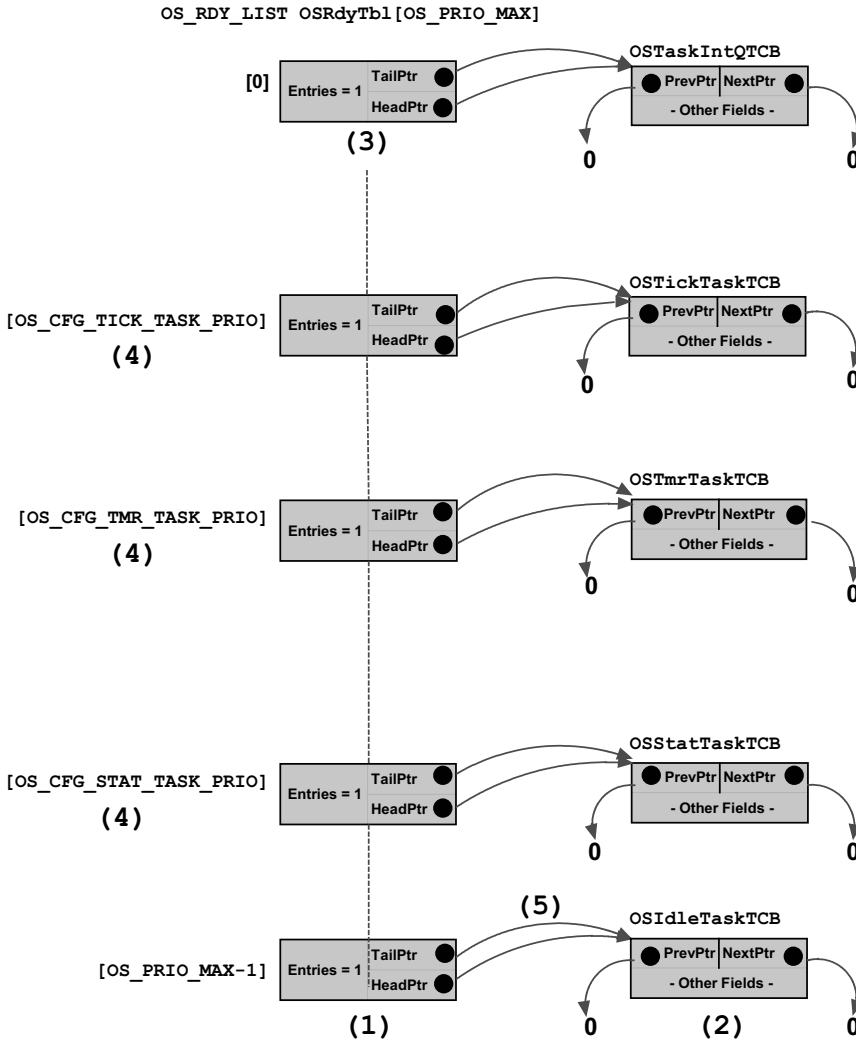 OS_RDY_LIST OSRdyTbl[OS_PRIO_MAX]
OSTaskIntQTCB
[0]
Entries = 1
TailPtr
HeadPtr
PrevPtr NextPtr
- Other Fields -
(3)
0
0
OSTickTaskTCB
[OS_CFG_TICK_TASK_PRIO]
(4)
Entries = 1
TailPtr
HeadPtr
PrevPtr NextPtr
- Other Fields -
0
0
OSTmrTaskTCB
[OS_CFG_TMR_TASK_PRIO]
(4)
Entries = 1
TailPtr
HeadPtr
PrevPtr NextPtr
- Other Fields -
0
0
OSStatTaskTCB
[OS_CFG_STAT_TASK_PRIO]
(4)
Entries = 1
TailPtr
HeadPtr
PrevPtr NextPtr
- Other Fields -
0
0
(5)
OSIdleTaskTCB
[OS_PRIO_MAX-1]
Entries = 1
TailPtr
HeadPtr
PrevPtr NextPtr
- Other Fields -
(1)
0
(2)
0